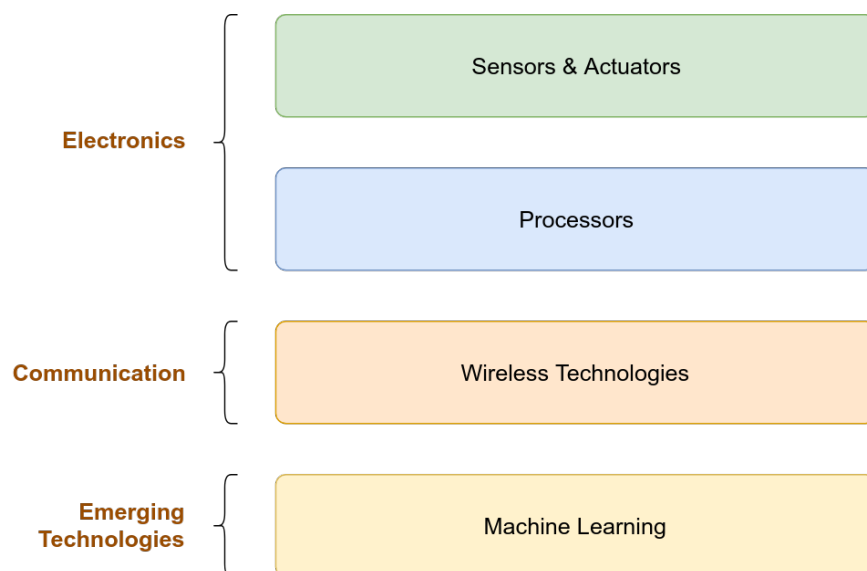 Sensors & Actuators
Electronics
Processors
Communication
Wireless Technologies
Emerging
Technologies
Machine Learning